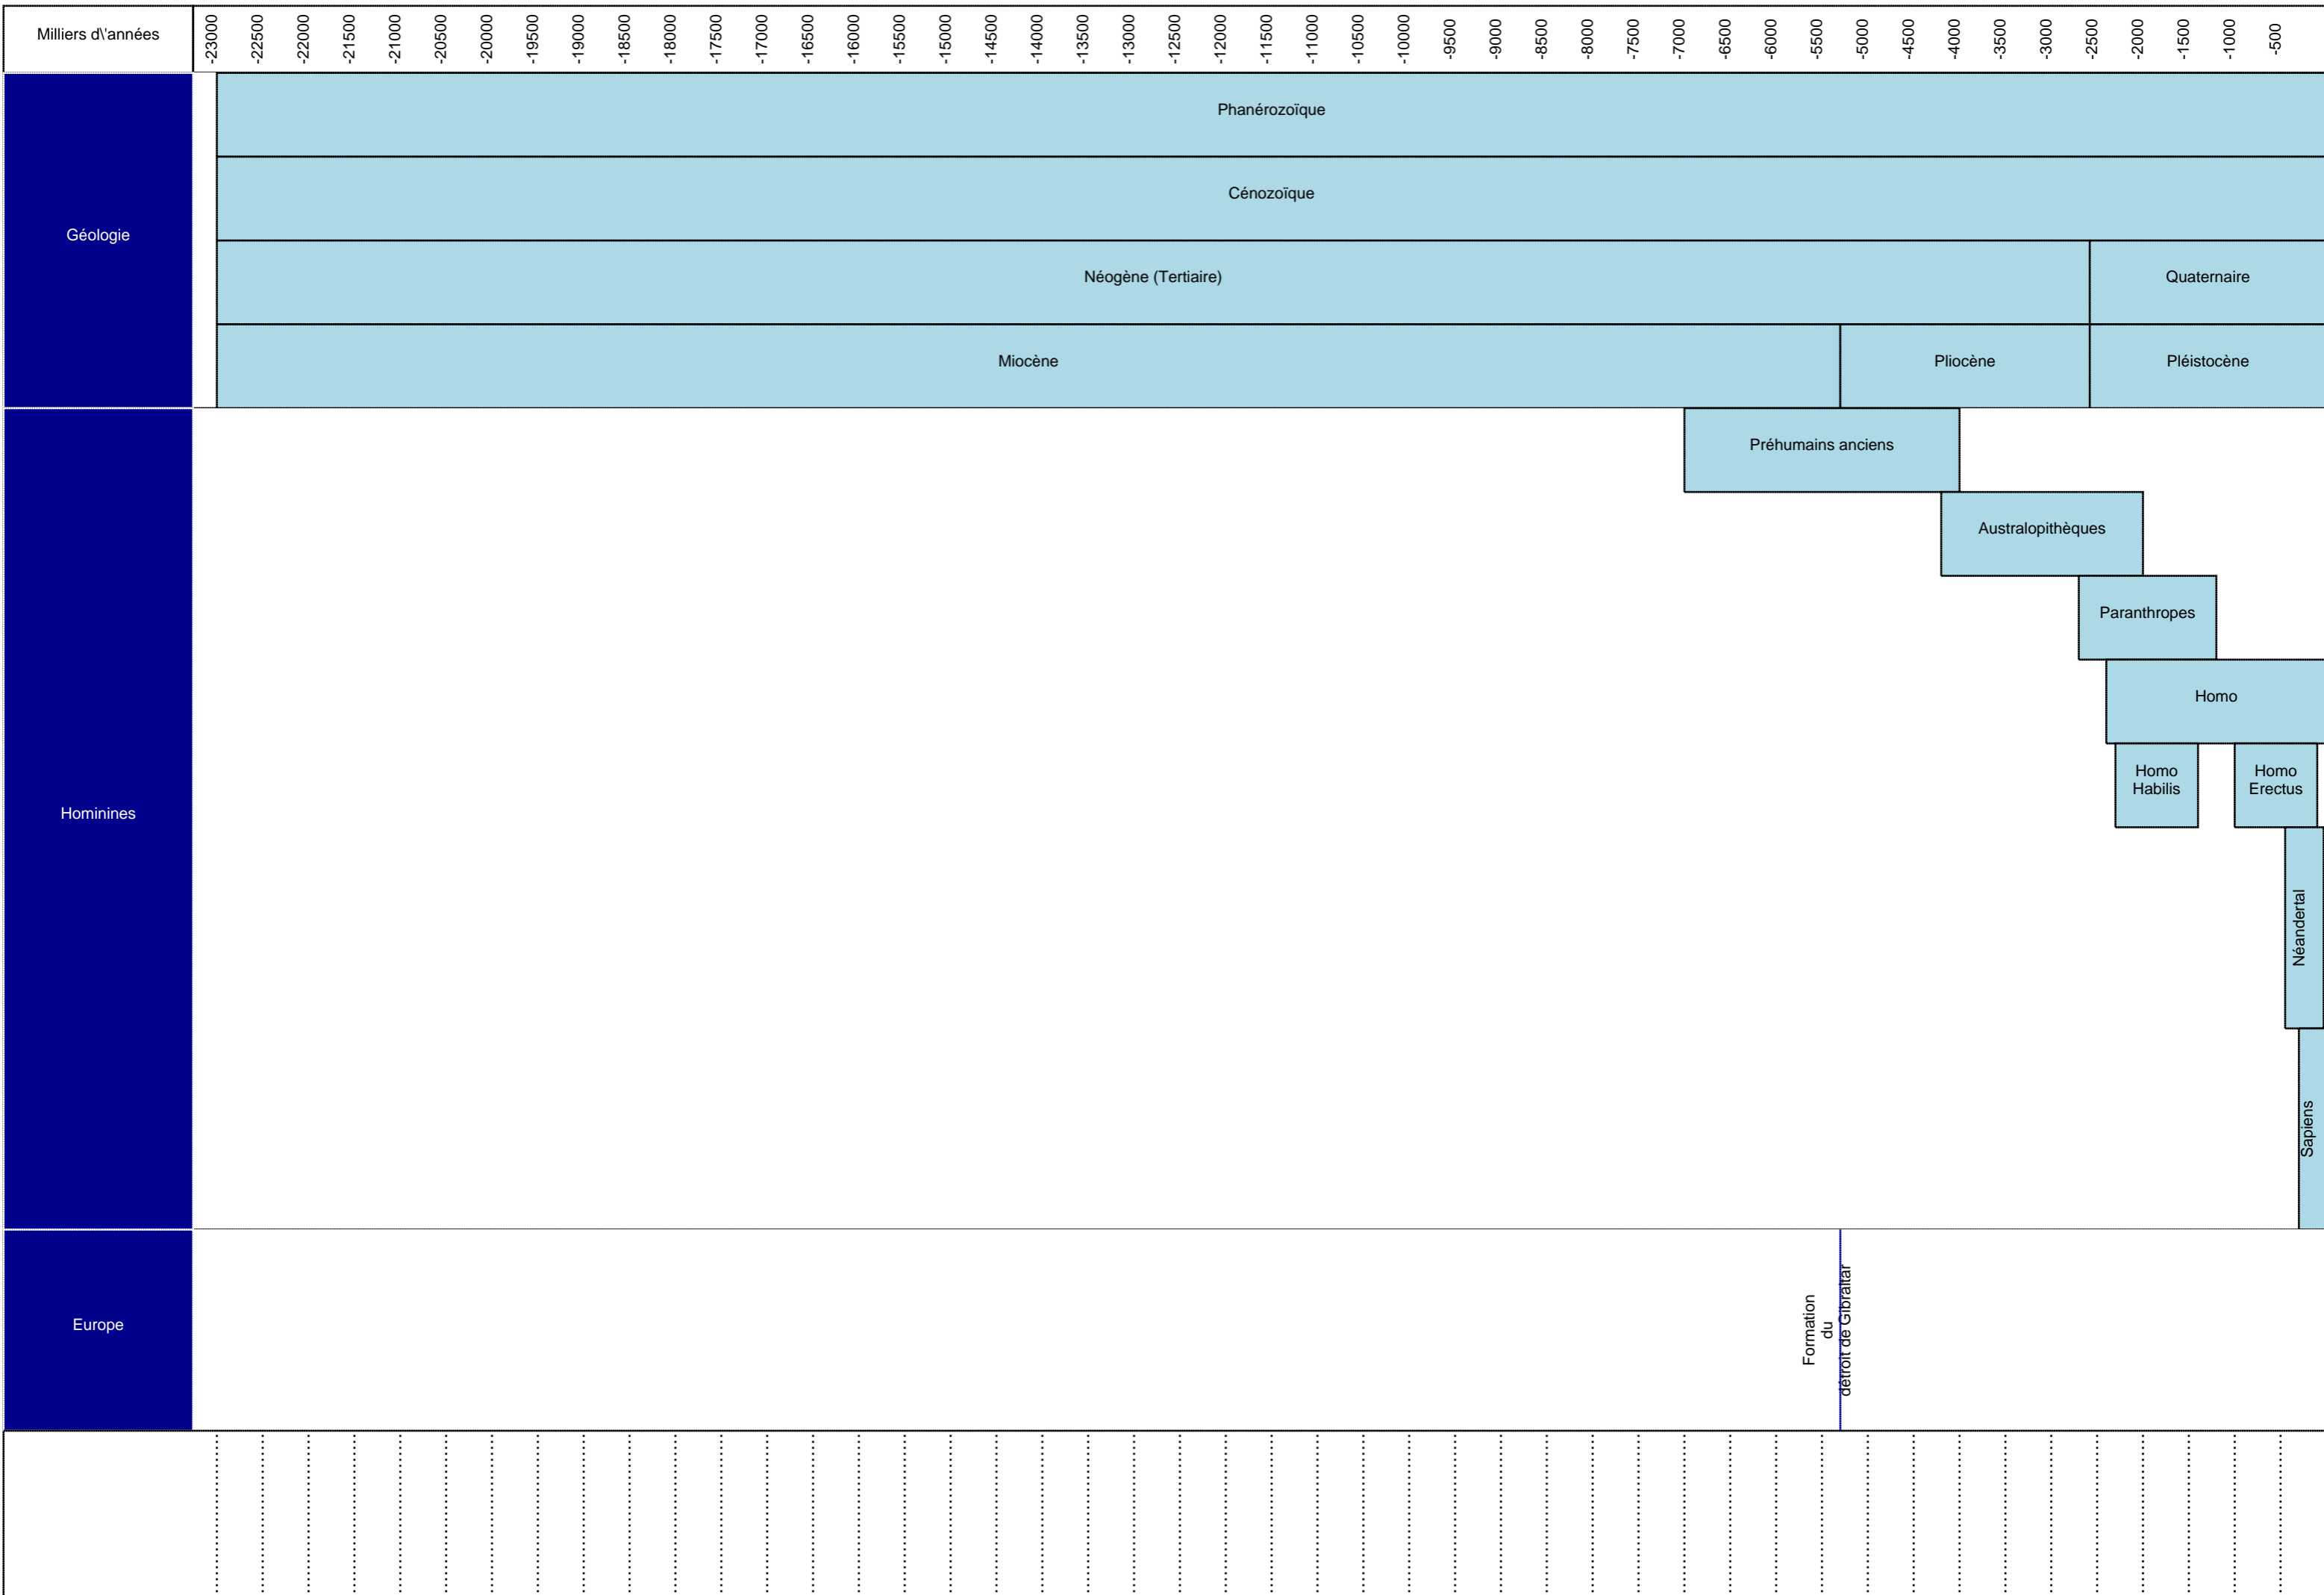 Milliers d\'années
-23000
-22500
-22000
-21500
-21000
-20500
-20000
-19500
-19000
-18500
-18000
-17500
-17000
-16500
-16000
-15500
-15000
-14500
-14000
-13500
-13000
-12500
-12000
-11500
-11000
-10500
-10000
-9500
-9000
-8500
-8000
-7500
-7000
-6500
-6000
-5500
-5000
-4500
-4000
-3500
-3000
-2500
-2000
-1500
-1000
-500
Géologie
Phanérozoïque
Cénozoïque
Néogène (Tertiaire)
Quaternaire
Miocène
Pliocène
Pléistocène
Hominines
Préhumains anciens
Australopithèques
Paranthropes
Homo
Homo
Habilis
Homo
Erectus
Néandertal
Sapiens
Europe
Formation
du
détroit de Gibraltar